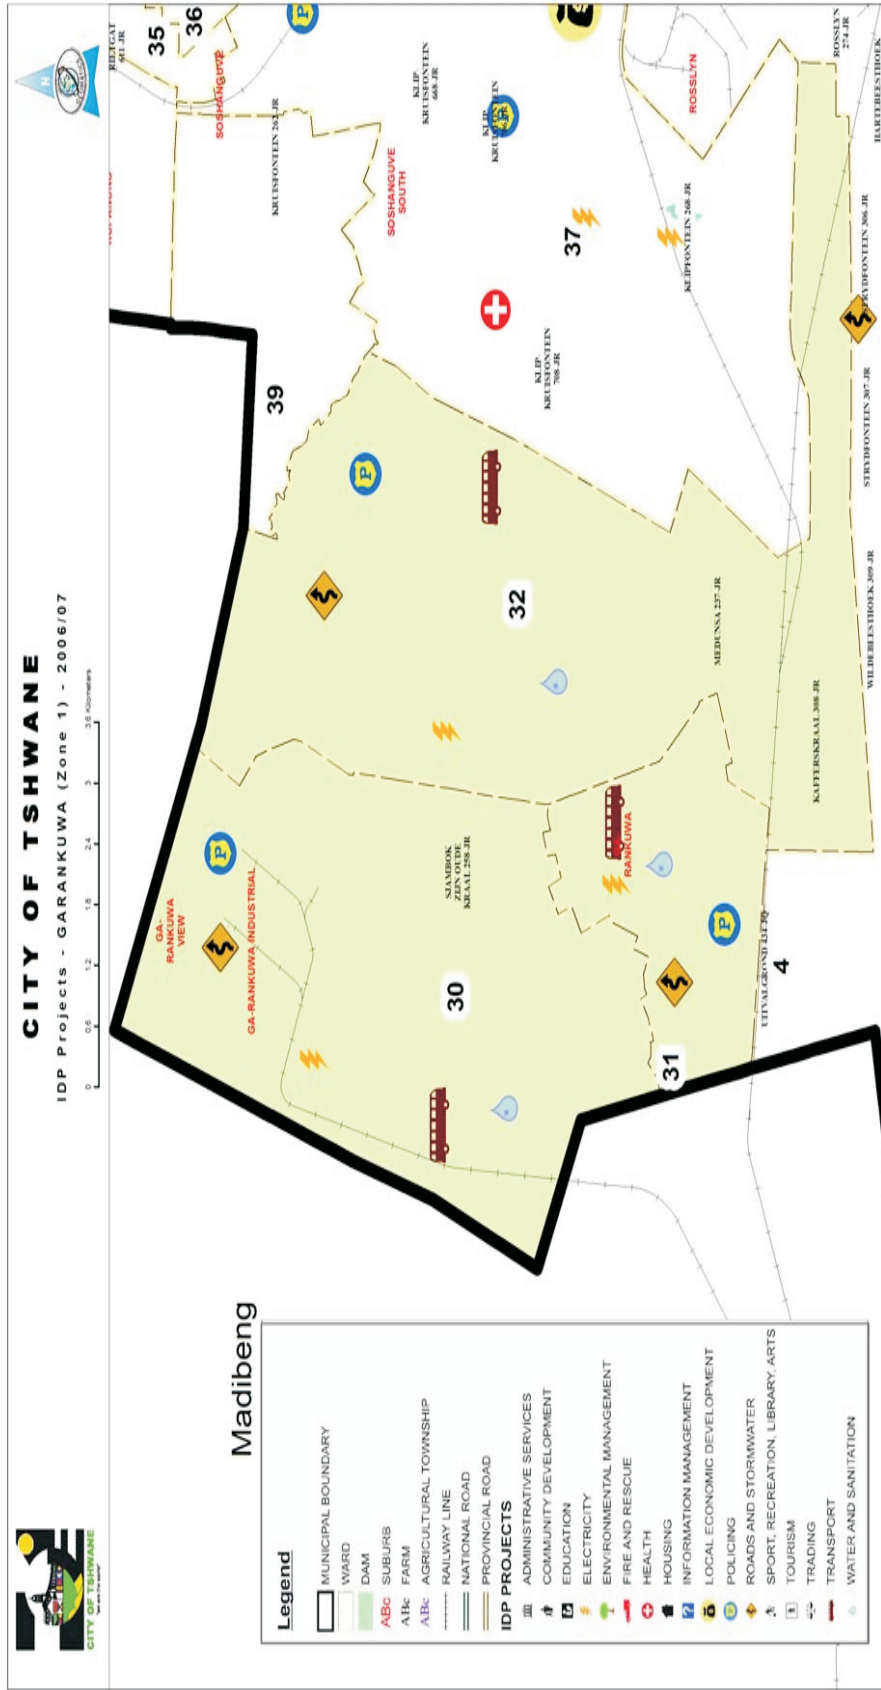 CITY OF TSHWANE
IDP Projects - GARANKUWA (Zone 1) - 2006/07
0 0.6 1.2 1.8 2.4 3 3.6 Kilometers
CITY OF TSHWANE
N
Madibeng
Legend
MUNICIPAL BOUNDARY
WARD
DAM
ABc SUBURB
ABc FARM
ABc AGRICULTURAL TOWNSHIP
RAILWAY LINE
NATIONAL ROAD
PROVINCIAL ROAD
IDP PROJECTS
ADMINISTRATIVE SERVICES
COMMUNITY DEVELOPMENT
EDUCATION
ELECTRICITY
ENVIRONMENTAL MANAGEMENT
FIRE AND RESCUE
HEALTH
HOUSING
INFORMATION MANAGEMENT
LOCAL ECONOMIC DEVELOPMENT
POLICING
ROADS AND STORMWATER
SPORT, RECREATION, LIBRARY, ARTS
TOURISM
TRADING
TRANSPORT
WATER AND SANITATION
GA-
RANKUWA
VIEW
GA-RANKUWA INDUSTRIAL
P
SJAMBOK
ZIJN OUDE
KRAAL 258-JR
30
31
RANKUWA
P
UITVALGROND 434-JQ
4
32
P
MEDUNSA 237-JR
KAFFERSKRAAL 308-JR
WILDEBEESTHOEK 309-JR
STRYDFONTEIN 307-JR
STRYDFONTEIN 306-JR
39
RIETGAT
611-JR
35
36
SOSHANGUVE
P
KRUISFONTEIN 262-JR
SOSHANGUVE
SOUTH
KLIP-
KRUISFONTEIN
668-JR
KLIP-
KRUISFONTEIN
KLIP-
KRUISFONTEIN
708-JR
37
KLIPFONTEIN 268-JR
ROSSLYN
ROSSLYN
274-JR
HARTEBEESTHOEK